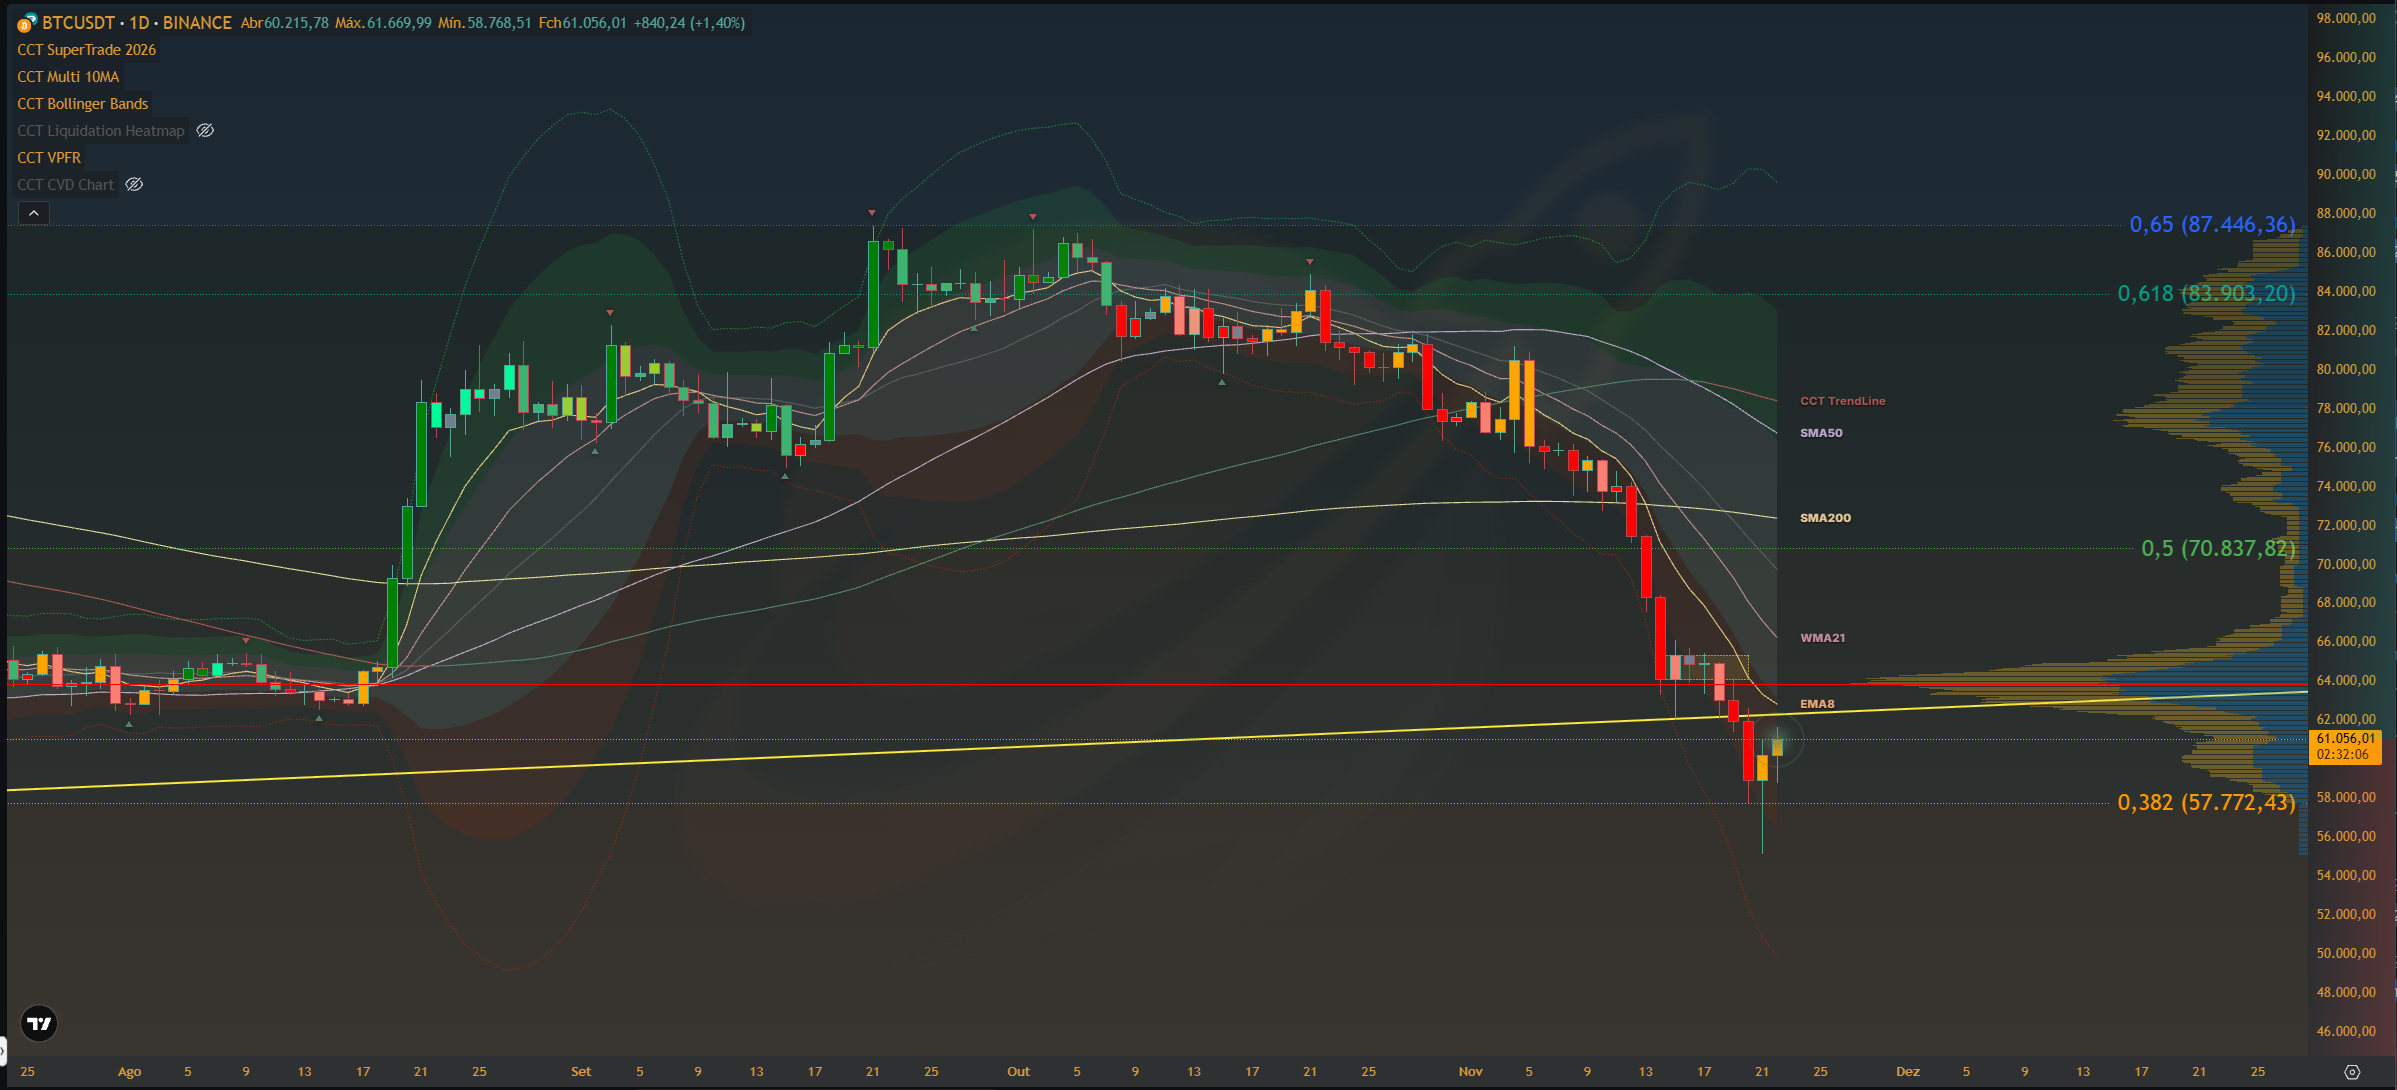 BTCUSDT · 1D · BINANCE Abr60.215,78 Máx.61.669,99 Mín.58.768,51 Fch61.056,01 +840,24 (+1,40%)
CCT SuperTrade 2026
CCT Multi 10MA
CCT Bollinger Bands
CCT Liquidation Heatmap
CCT VPFR
CCT CVD Chart
98.000,00
96.000,00
94.000,00
92.000,00
90.000,00
88.000,00
0,65 (87.446,36)
86.000,00
84.000,00
0,618 (83.903,20)
82.000,00
80.000,00
CCT TrendLine
78.000,00
SMA50
76.000,00
74.000,00
SMA200
72.000,00
0,5 (70.837,82)
70.000,00
68.000,00
66.000,00
WMA21
64.000,00
EMA8
62.000,00
61.056,01
02:32:06
58.000,00
0,382 (57.772,43)
56.000,00
54.000,00
52.000,00
50.000,00
48.000,00
46.000,00
25 Ago 5 9 13 17 21 25 Set 5 9 13 17 21 25 Out 5 9 13 17 21 25 Nov 5 9 13 17 21 25 Dez 5 9 13 17 21 25